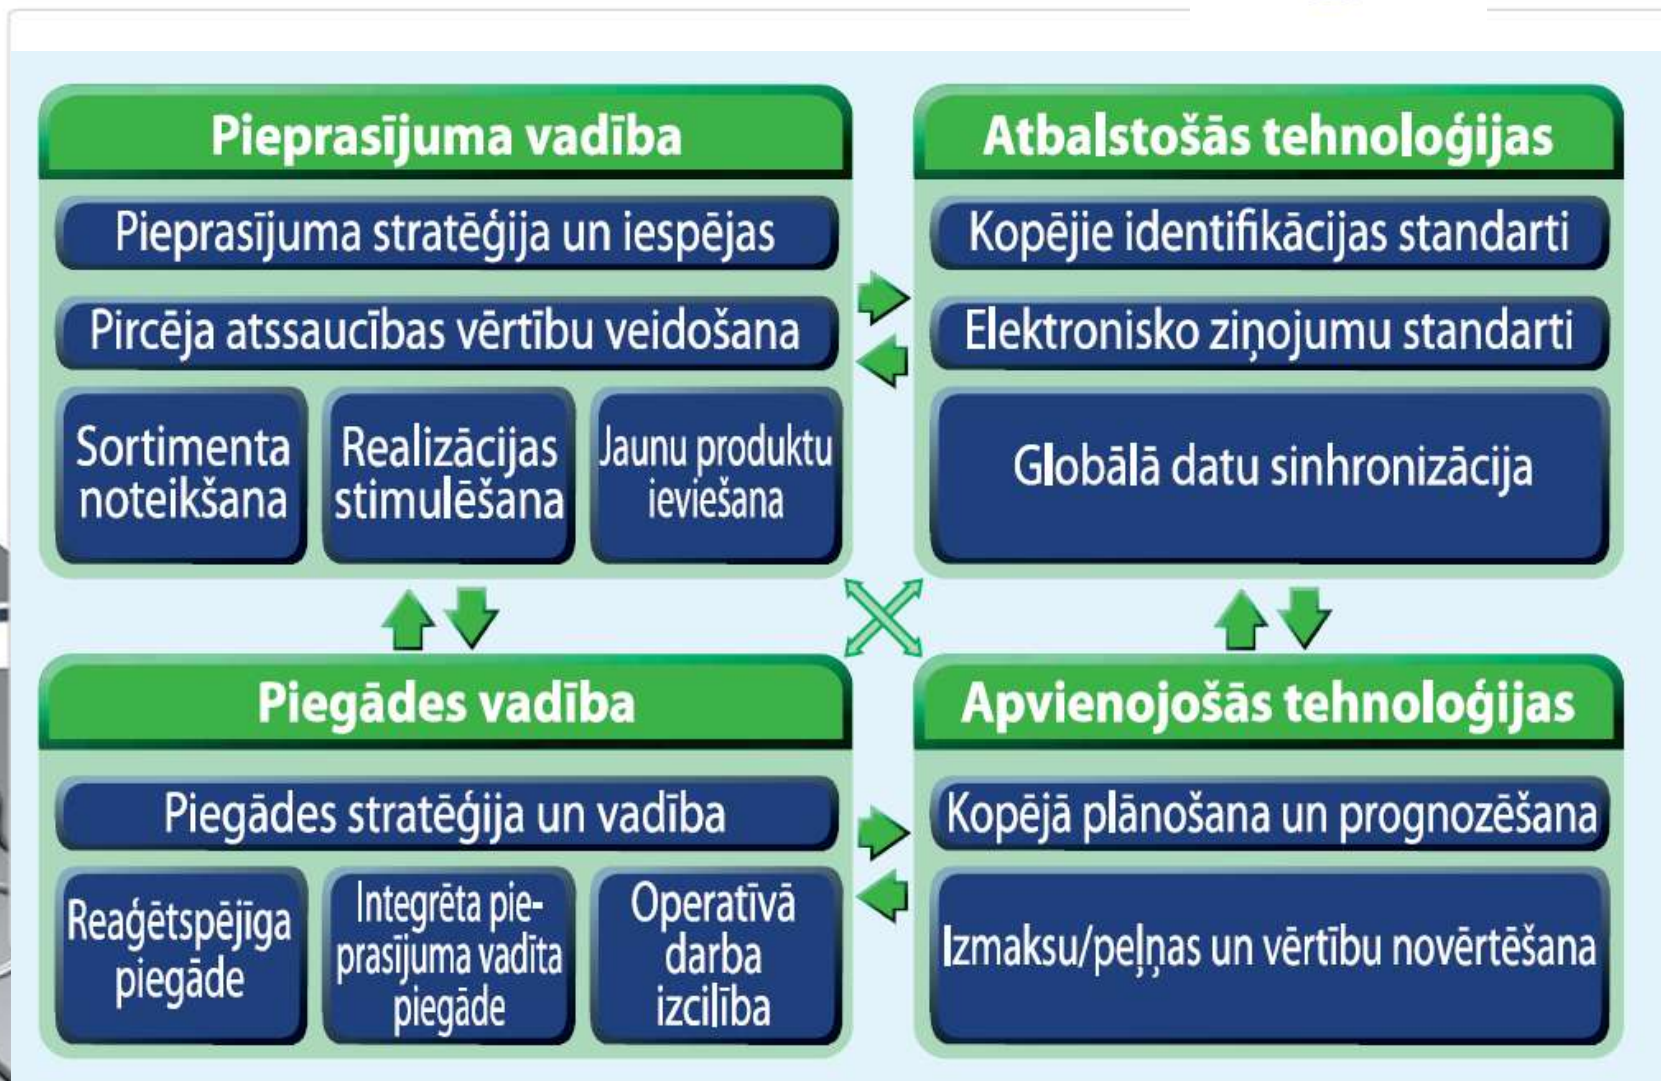 Pieprasījuma vadība
Pieprasījuma stratēģija un iespējas
Pircēja atssaucības vērtību veidošana
Sortimenta
noteikšana
Realizācijas
stimulēšana
Jaunu produktu
ieviešana
Atbalstošās tehnoloģijas
Kopējie identifikācijas standarti
Elektronisko ziņojumu standarti
Globālā datu sinhronizācija
Piegādes vadība
Piegādes stratēģija un vadība
Reaģētspējīga
piegāde
Integrēta pie-
prasījuma vadīta
piegāde
Operatīvā
darba
izcilība
Apvienojošās tehnoloģijas
Kopējā plānošana un prognozēšana
Izmaksu/peļņas un vērtību novērtēšana